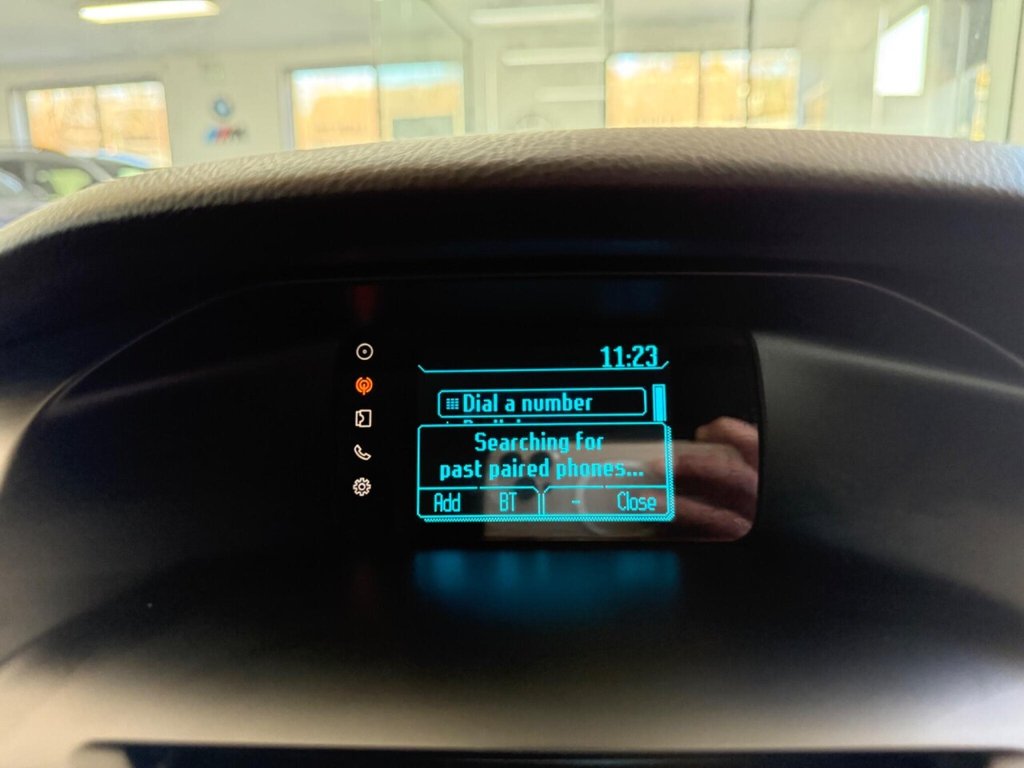 11:23
Dial a number
Searching for
past paired phones...
Add BT - Close